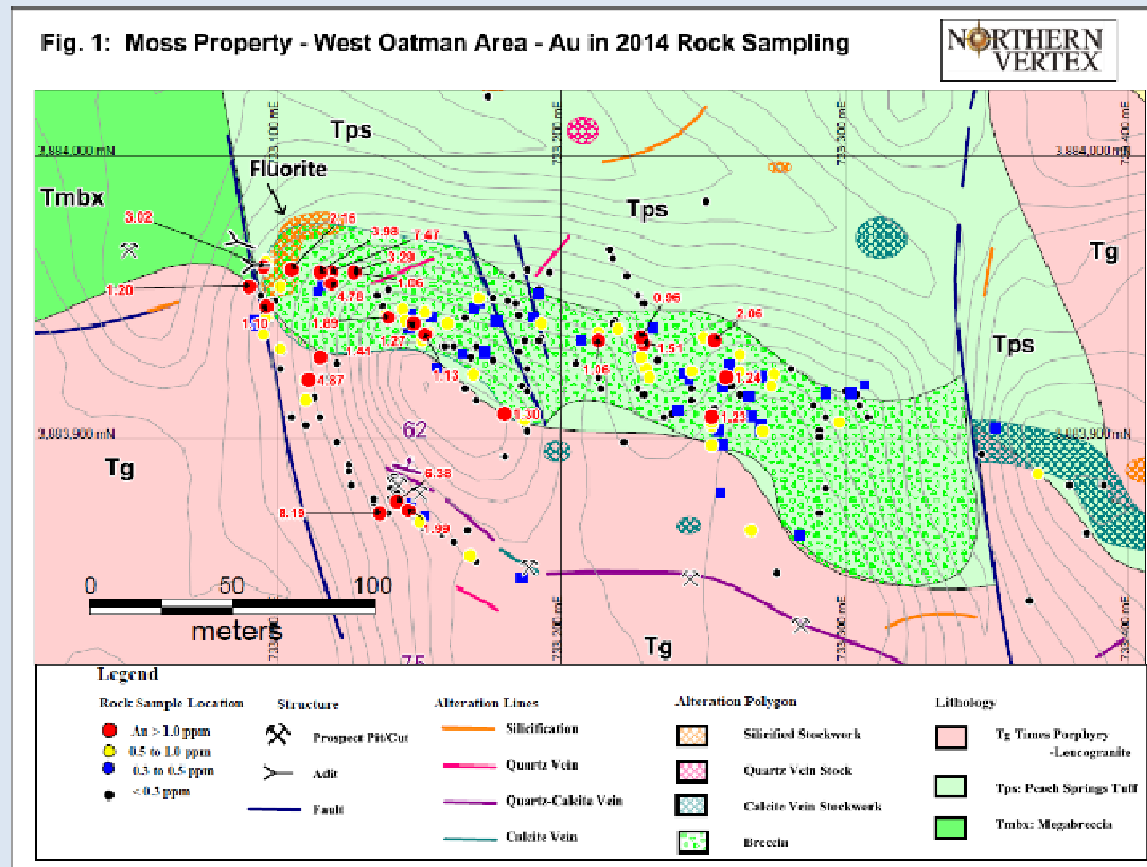 Fig. 1: Moss Property - West Oatman Area - Au in 2014 Rock Sampling
NORTHERN
VERTEX
Tps
3,884,000 mN
3,884,000 mN
Fluorite
Tmbx
Tps
Tg
3.02
2.15
3.98
7.47
3.29
1.06
1.20
4.78
0.96
2.06
1.10
1.89
1.27
1.51
Tps
1.41
1.06
4.87
1.13
1.24
1.30
1.21
3,883,900 mN
3,883,900 mN
62
Tg
6.38
8.19
1.99
0
50
100
meters
Tg
75
Legend
Rock Sample Location
Au > 1.0 ppm
0.5 to 1.0 ppm
0.3 to 0.5 ppm
< 0.3 ppm
Structure
Prospect Pit/Cut
Adit
Fault
Alteration Lines
Silicification
Quartz Vein
Quartz-Calcite Vein
Calcite Vein
Alteration Polygon
Silicified Stockwork
Quartz Vein Stock
Calcite Vein Stockwork
Breccia
Lithology
Tg Times Porphyry
-Leucogranite
Tps: Peach Springs Tuff
Tmbx: Megabreccia